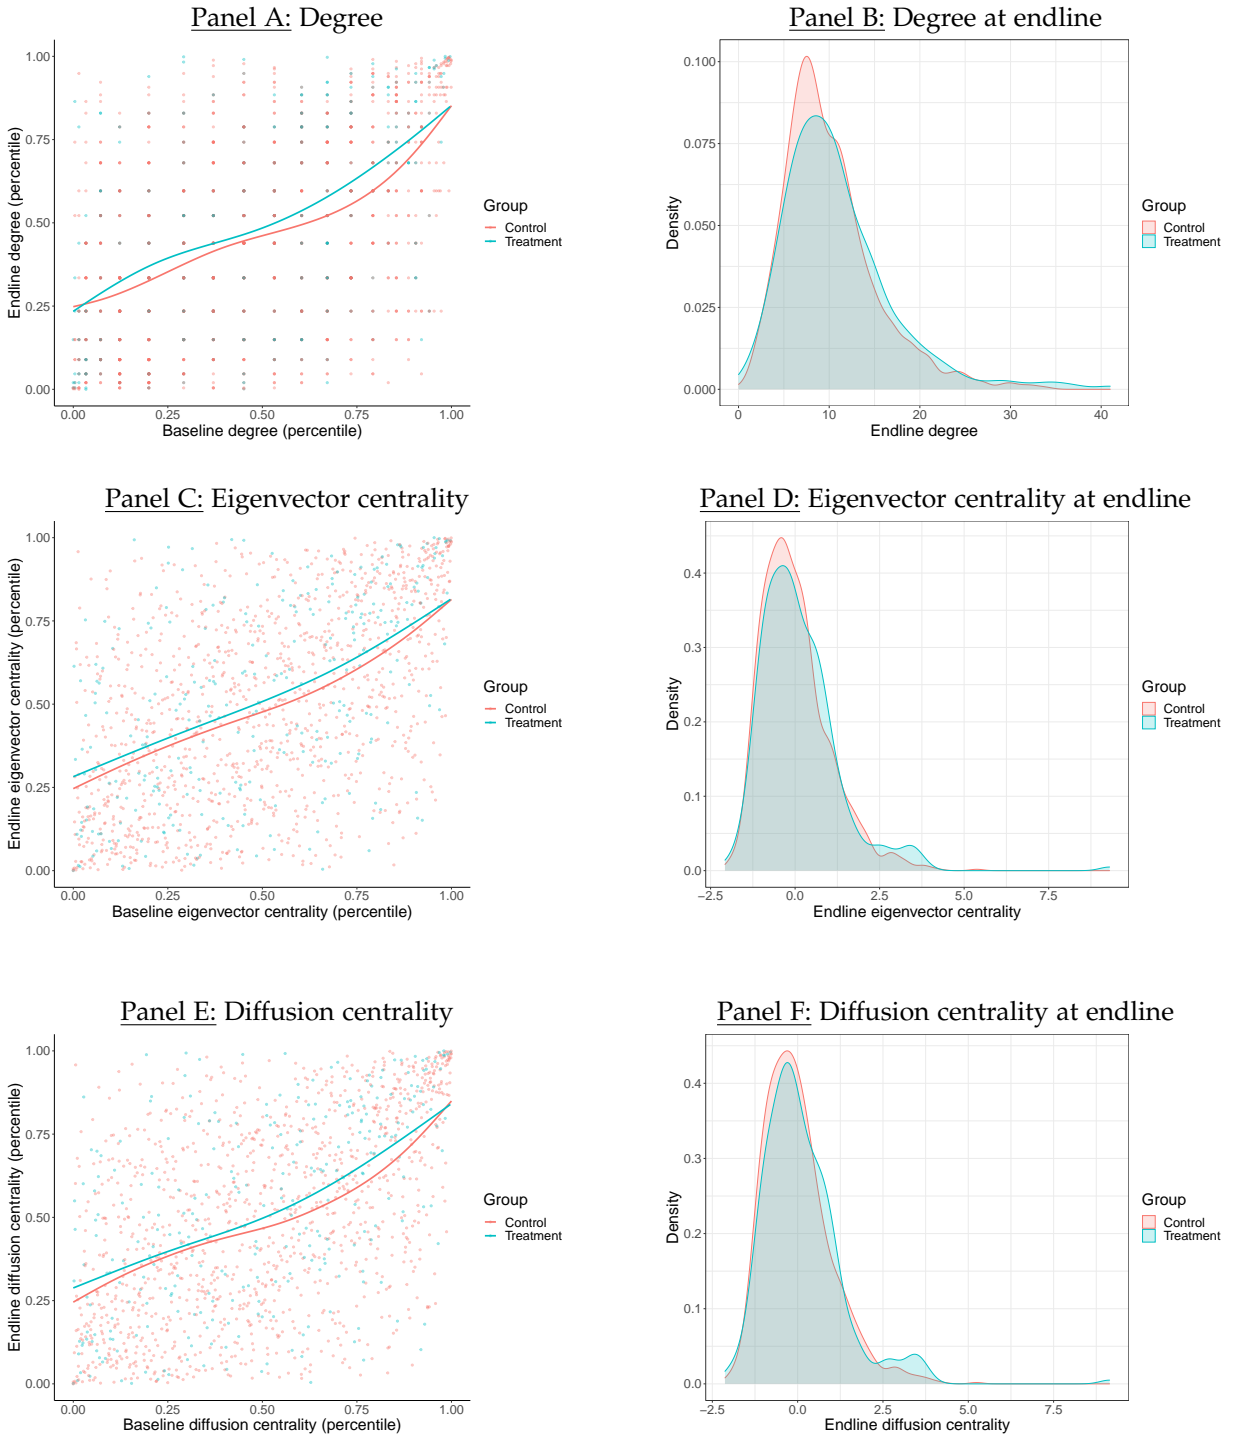 Panel A: Degree
1.00
0.75
0.50
0.25
0.00
Endline degree (percentile)
0.00 0.25 0.50 0.75 1.00
Baseline degree (percentile)
Group
Control
Treatment
Panel B: Degree at endline
0.100
0.075
0.050
0.025
0.000
Density
0 10 20 30 40
Endline degree
Group
Control
Treatment
Panel C: Eigenvector centrality
1.00
0.75
0.50
0.25
0.00
Endline eigenvector centrality (percentile)
0.00 0.25 0.50 0.75 1.00
Baseline eigenvector centrality (percentile)
Group
Control
Treatment
Panel D: Eigenvector centrality at endline
0.4
0.3
0.2
0.1
0.0
Density
−2.5 0.0 2.5 5.0 7.5
Endline eigenvector centrality
Group
Control
Treatment
Panel E: Diffusion centrality
1.00
0.75
0.50
0.25
0.00
Endline diffusion centrality (percentile)
0.00 0.25 0.50 0.75 1.00
Baseline diffusion centrality (percentile)
Group
Control
Treatment
Panel F: Diffusion centrality at endline
0.4
0.3
0.2
0.1
0.0
Density
−2.5 0.0 2.5 5.0 7.5
Endline diffusion centrality
Group
Control
Treatment